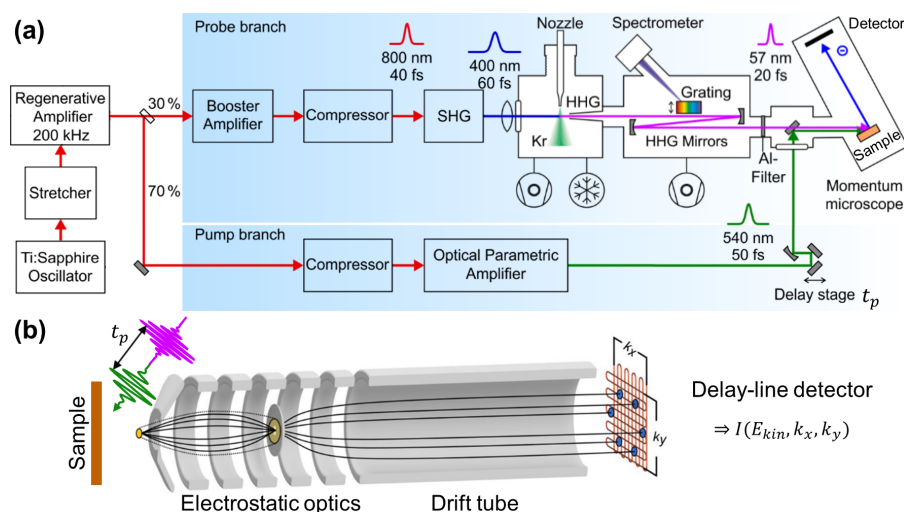 (a)
Probe branch
Regenerative
Amplifier
200 kHz
Stretcher
Ti:Sapphire
Oscillator
30 %
70 %
Booster
Amplifier
Compressor
800 nm
40 fs
SHG
400 nm
60 fs
Nozzle
HHG
Kr
Spectrometer
Grating
HHG Mirrors
57 nm
20 fs
Al-
Filter
Detector
⊖
Sample
Momentum
microscope
Pump branch
Compressor
Optical Parametric
Amplifier
540 nm
50 fs
Delay stage t_p
(b)
t_p
Sample
Electrostatic optics
Drift tube
k_x
k_y
Delay-line detector
⇒ I(E_{kin}, k_x, k_y)